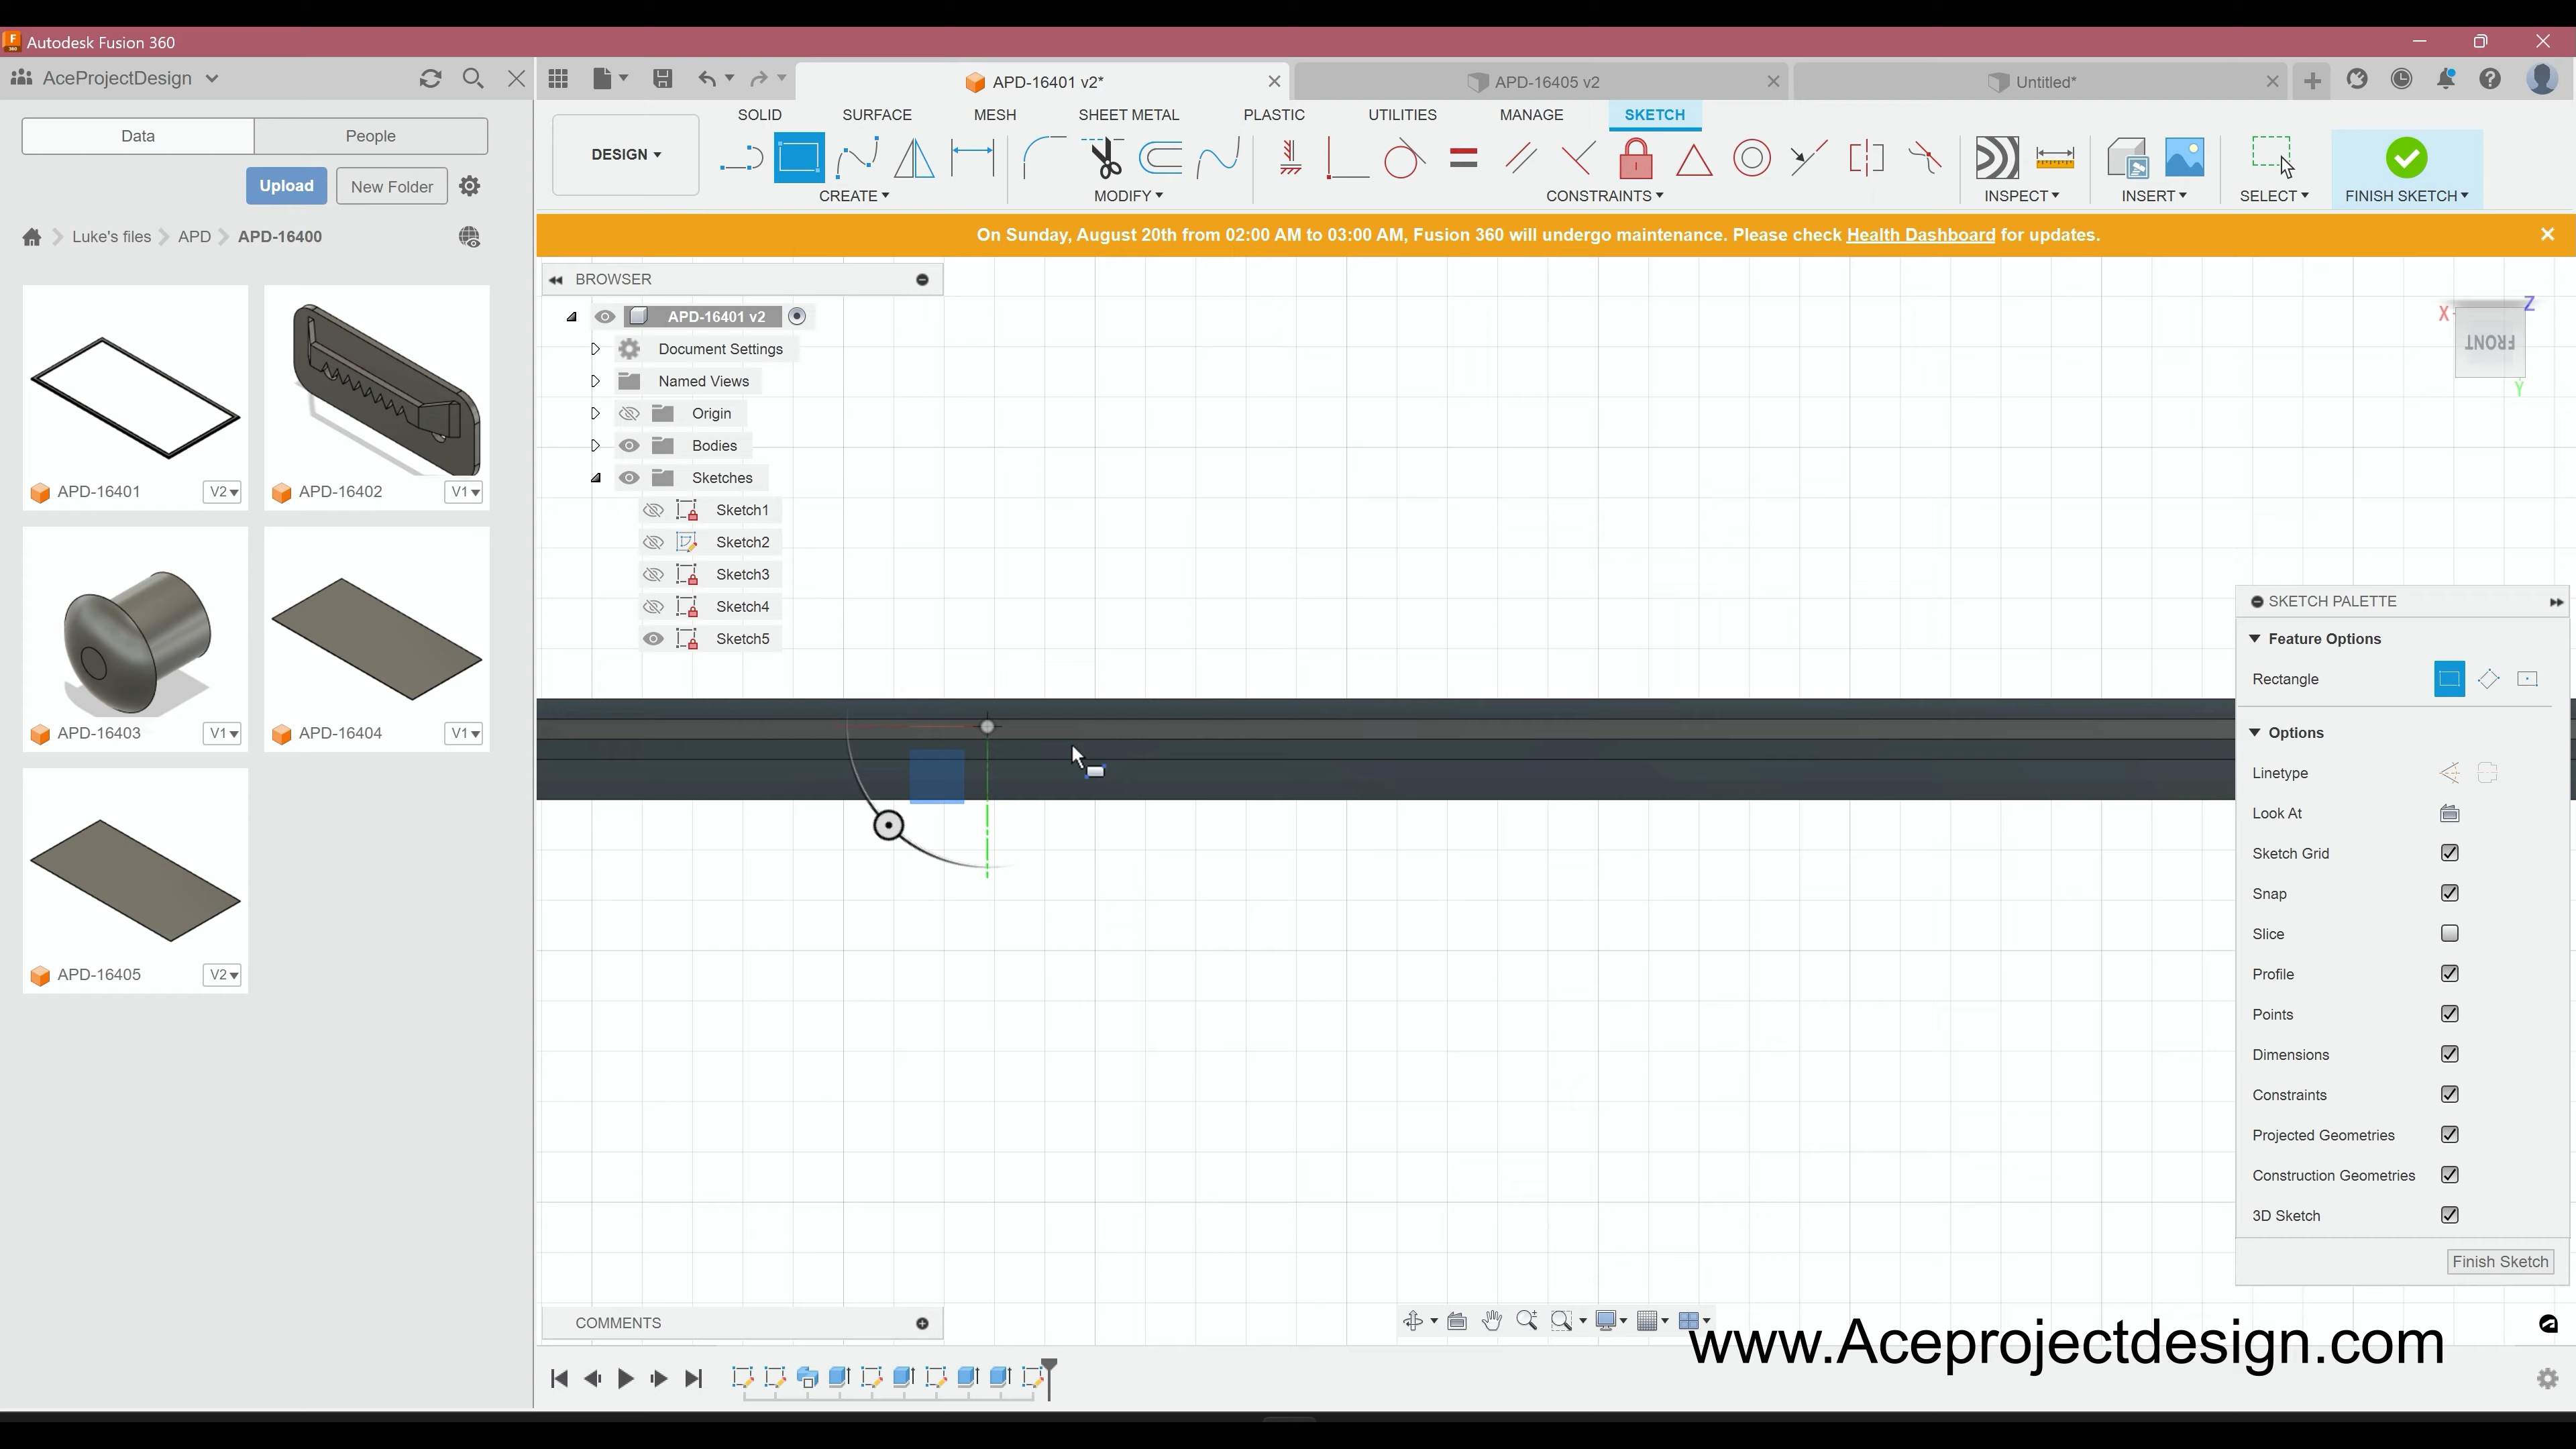 Autodesk Fusion 360
AceProjectDesign
APD-16401 v2*
APD-16405 v2
Untitled*
Data
People
Upload
New Folder
Luke's files
APD
APD-16400
APD-16401
V2
APD-16402
V1
APD-16403
V1
APD-16404
V1
APD-16405
V2
DESIGN
SOLID
SURFACE
MESH
SHEET METAL
PLASTIC
UTILITIES
MANAGE
SKETCH
CREATE
MODIFY
CONSTRAINTS
INSPECT
INSERT
SELECT
FINISH SKETCH
On Sunday, August 20th from 02:00 AM to 03:00 AM, Fusion 360 will undergo maintenance. Please check Health Dashboard for updates.
BROWSER
APD-16401 v2
Document Settings
Named Views
Origin
Bodies
Sketches
Sketch1
Sketch2
Sketch3
Sketch4
Sketch5
X
Z
FRONT
Y
SKETCH PALETTE
Feature Options
Rectangle
Options
Linetype
Look At
Sketch Grid
Snap
Slice
Profile
Points
Dimensions
Constraints
Projected Geometries
Construction Geometries
3D Sketch
Finish Sketch
COMMENTS
www.Aceprojectdesign.com